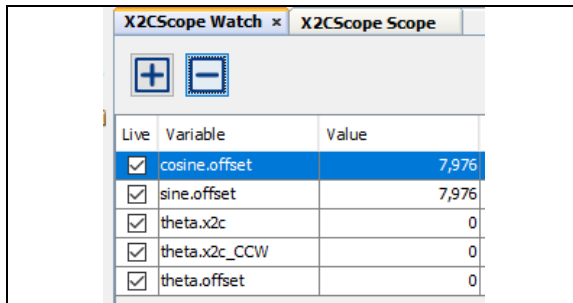 X2CScope Watch × X2CScope Scope
Live Variable Value
cosine.offset 7,976
sine.offset 7,976
theta.x2c 0
theta.x2c_CCW 0
theta.offset 0